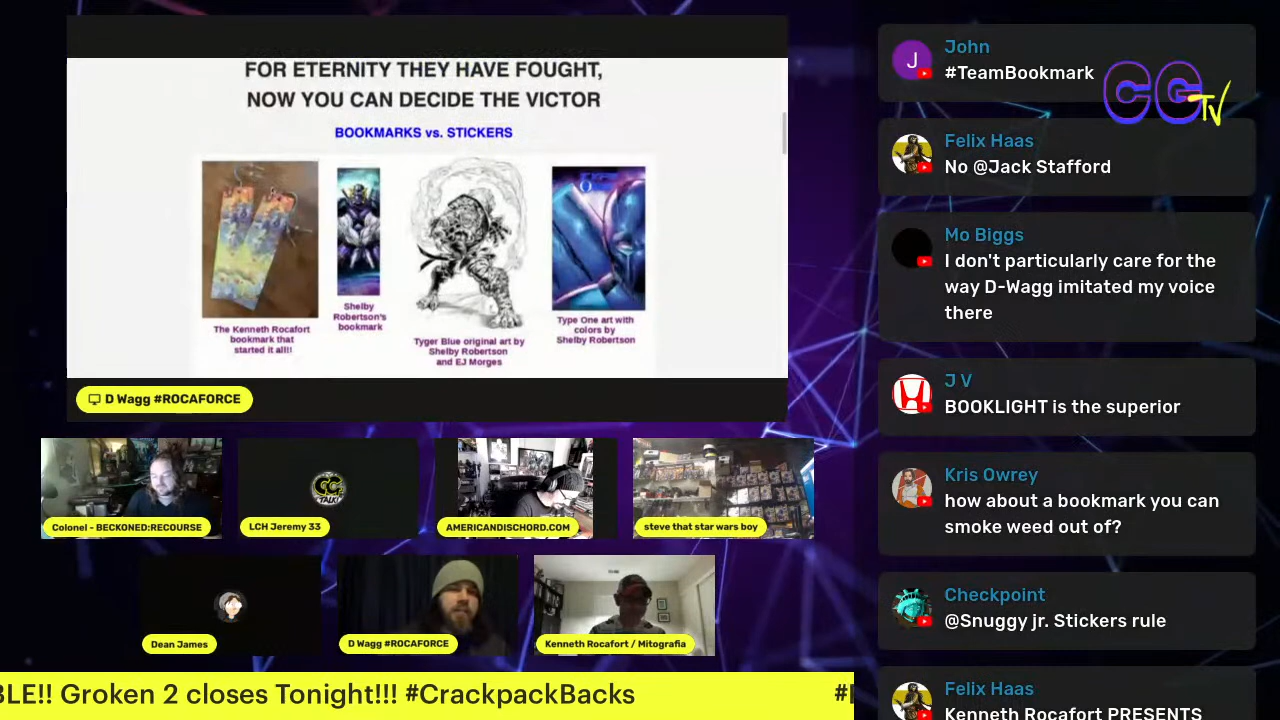 FOR ETERNITY THEY HAVE FOUGHT,
NOW YOU CAN DECIDE THE VICTOR
BOOKMARKS vs. STICKERS
The Kenneth Rocafort
bookmark that
started it all!!
Shelby
Robertson's
bookmark
Tyger Blue original art by
Shelby Robertson
and EJ Morges
Type One art with
colors by
Shelby Robertson
D Wagg #ROCAFORCE
Colonel - BECKONED:RECOURSE
LCH Jeremy 33
AMERICANDISCHORD.COM
steve that star wars boy
Dean James
D Wagg #ROCAFORCE
Kenneth Rocafort / Mitografia
BLE!! Groken 2 closes Tonight!!! #CrackpackBacks
John
#TeamBookmark
CG TV
Felix Haas
No @Jack Stafford
Mo Biggs
I don't particularly care for the
way D-Wagg imitated my voice
there
J V
BOOKLIGHT is the superior
Kris Owrey
how about a bookmark you can
smoke weed out of?
Checkpoint
@Snuggy jr. Stickers rule
Felix Haas
Kenneth Rocafort PRESENTS